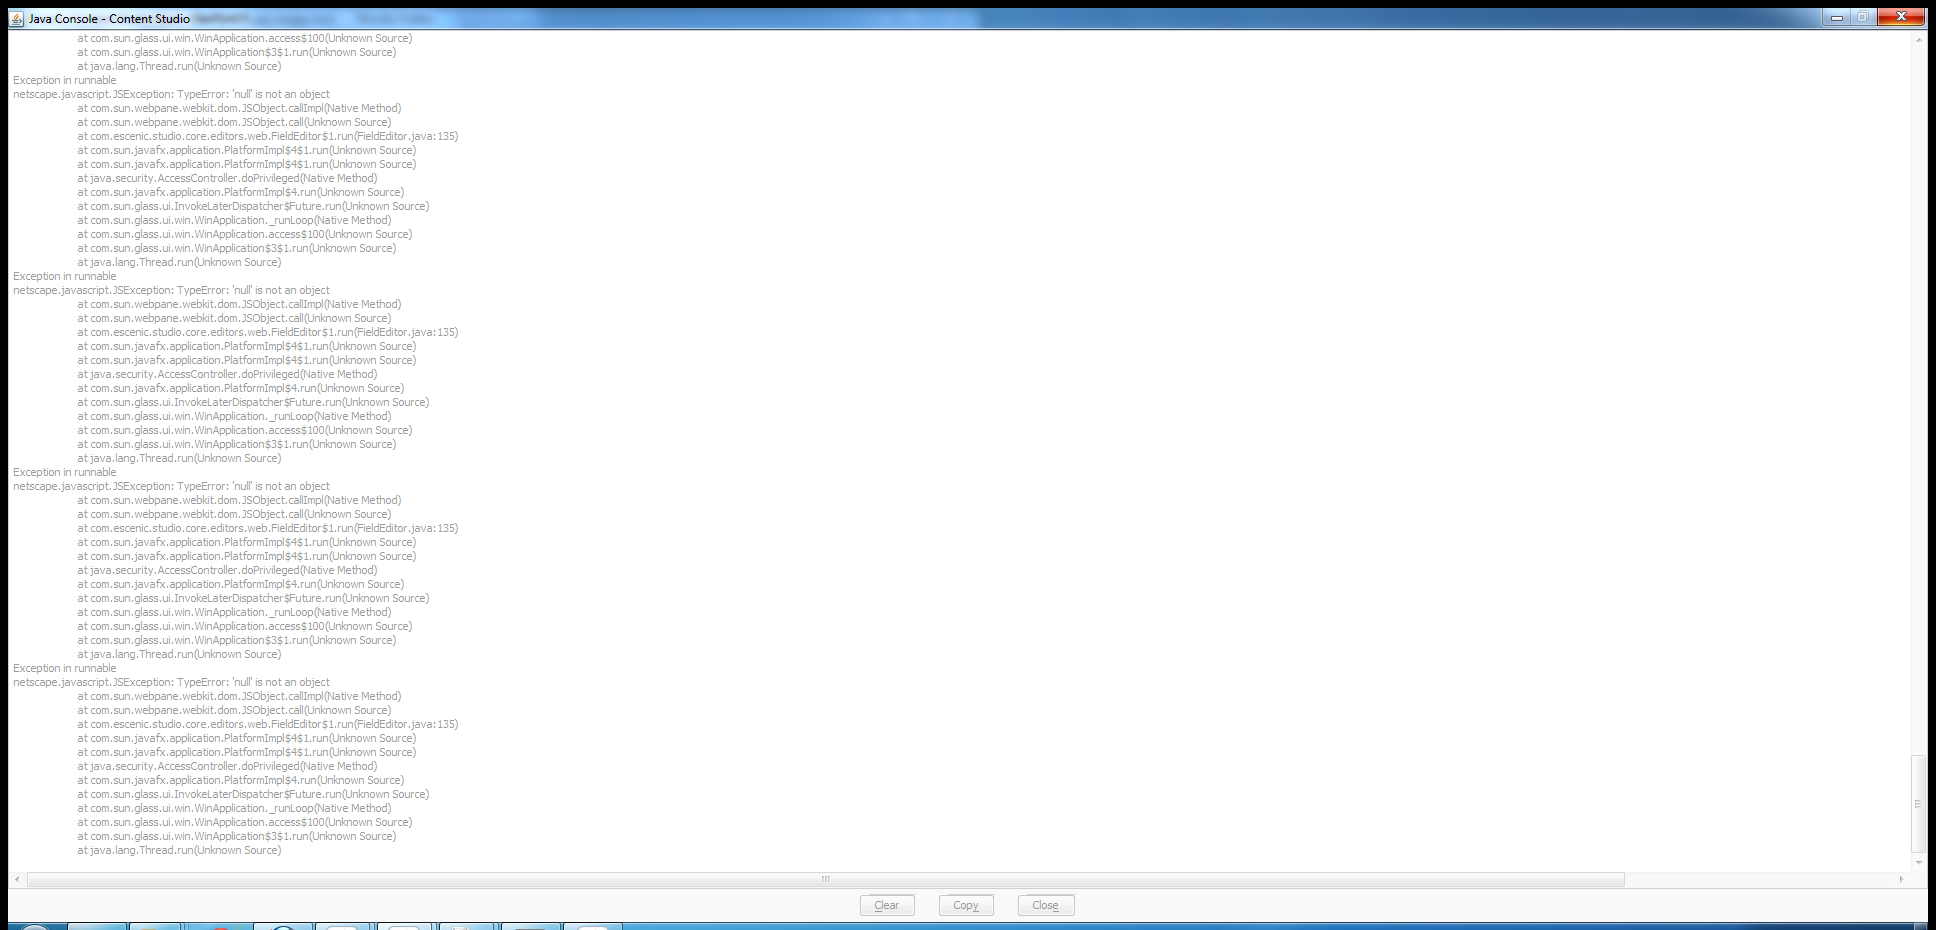 Java Console - Content Studio
at com.sun.glass.ui.win.WinApplication.access$100(Unknown Source)
at com.sun.glass.ui.win.WinApplication$3$1.run(Unknown Source)
at java.lang.Thread.run(Unknown Source)
Exception in runnable
netscape.javascript.JSException: TypeError: 'null' is not an object
at com.sun.webpane.webkit.dom.JSObject.callImpl(Native Method)
at com.sun.webpane.webkit.dom.JSObject.call(Unknown Source)
at com.escenic.studio.core.editors.web.FieldEditor$1.run(FieldEditor.java:135)
at com.sun.javafx.application.PlatformImpl$4$1.run(Unknown Source)
at com.sun.javafx.application.PlatformImpl$4$1.run(Unknown Source)
at java.security.AccessController.doPrivileged(Native Method)
at com.sun.javafx.application.PlatformImpl$4.run(Unknown Source)
at com.sun.glass.ui.InvokeLaterDispatcher$Future.run(Unknown Source)
at com.sun.glass.ui.win.WinApplication._runLoop(Native Method)
at com.sun.glass.ui.win.WinApplication.access$100(Unknown Source)
at com.sun.glass.ui.win.WinApplication$3$1.run(Unknown Source)
at java.lang.Thread.run(Unknown Source)
Exception in runnable
netscape.javascript.JSException: TypeError: 'null' is not an object
at com.sun.webpane.webkit.dom.JSObject.callImpl(Native Method)
at com.sun.webpane.webkit.dom.JSObject.call(Unknown Source)
at com.escenic.studio.core.editors.web.FieldEditor$1.run(FieldEditor.java:135)
at com.sun.javafx.application.PlatformImpl$4$1.run(Unknown Source)
at com.sun.javafx.application.PlatformImpl$4$1.run(Unknown Source)
at java.security.AccessController.doPrivileged(Native Method)
at com.sun.javafx.application.PlatformImpl$4.run(Unknown Source)
at com.sun.glass.ui.InvokeLaterDispatcher$Future.run(Unknown Source)
at com.sun.glass.ui.win.WinApplication._runLoop(Native Method)
at com.sun.glass.ui.win.WinApplication.access$100(Unknown Source)
at com.sun.glass.ui.win.WinApplication$3$1.run(Unknown Source)
at java.lang.Thread.run(Unknown Source)
Exception in runnable
netscape.javascript.JSException: TypeError: 'null' is not an object
at com.sun.webpane.webkit.dom.JSObject.callImpl(Native Method)
at com.sun.webpane.webkit.dom.JSObject.call(Unknown Source)
at com.escenic.studio.core.editors.web.FieldEditor$1.run(FieldEditor.java:135)
at com.sun.javafx.application.PlatformImpl$4$1.run(Unknown Source)
at com.sun.javafx.application.PlatformImpl$4$1.run(Unknown Source)
at java.security.AccessController.doPrivileged(Native Method)
at com.sun.javafx.application.PlatformImpl$4.run(Unknown Source)
at com.sun.glass.ui.InvokeLaterDispatcher$Future.run(Unknown Source)
at com.sun.glass.ui.win.WinApplication._runLoop(Native Method)
at com.sun.glass.ui.win.WinApplication.access$100(Unknown Source)
at com.sun.glass.ui.win.WinApplication$3$1.run(Unknown Source)
at java.lang.Thread.run(Unknown Source)
Exception in runnable
netscape.javascript.JSException: TypeError: 'null' is not an object
at com.sun.webpane.webkit.dom.JSObject.callImpl(Native Method)
at com.sun.webpane.webkit.dom.JSObject.call(Unknown Source)
at com.escenic.studio.core.editors.web.FieldEditor$1.run(FieldEditor.java:135)
at com.sun.javafx.application.PlatformImpl$4$1.run(Unknown Source)
at com.sun.javafx.application.PlatformImpl$4$1.run(Unknown Source)
at java.security.AccessController.doPrivileged(Native Method)
at com.sun.javafx.application.PlatformImpl$4.run(Unknown Source)
at com.sun.glass.ui.InvokeLaterDispatcher$Future.run(Unknown Source)
at com.sun.glass.ui.win.WinApplication._runLoop(Native Method)
at com.sun.glass.ui.win.WinApplication.access$100(Unknown Source)
at com.sun.glass.ui.win.WinApplication$3$1.run(Unknown Source)
at java.lang.Thread.run(Unknown Source)
Clear Copy Close